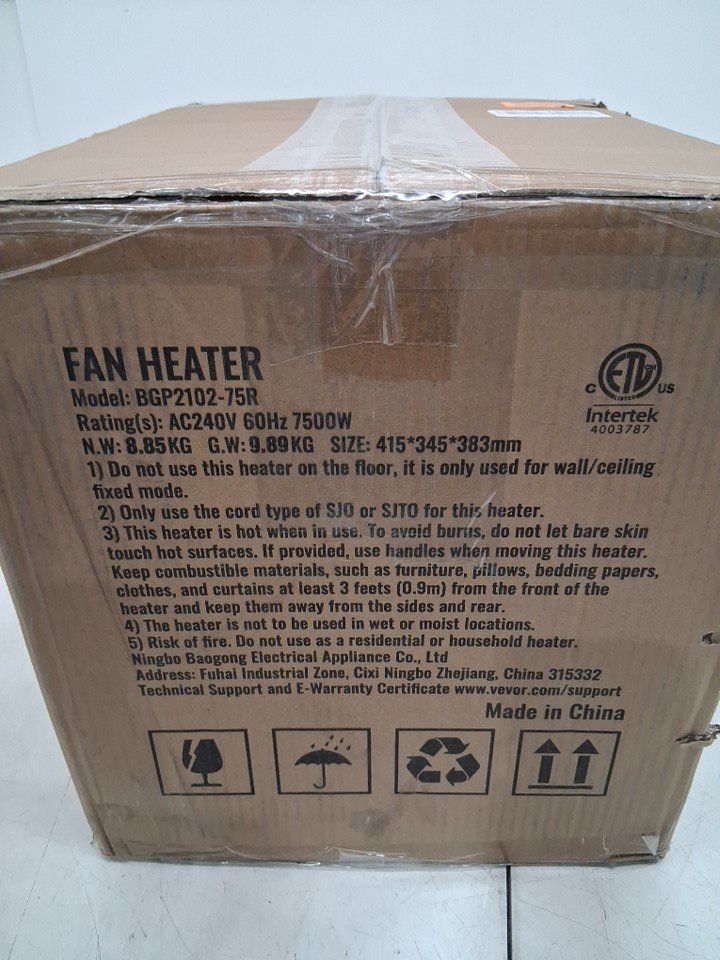 FAN HEATER
Model: BGP2102-75R
Rating(s): AC240V 60Hz 7500W
N.W: 8.85KG G.W: 9.89KG SIZE: 415*345*383mm
1) Do not use this heater on the floor, it is only used for wall/ceiling
fixed mode.
2) Only use the cord type of SJO or SJTO for this heater.
3) This heater is hot when in use. To avoid burns, do not let bare skin
touch hot surfaces. If provided, use handles when moving this heater.
Keep combustible materials, such as furniture, pillows, bedding papers,
clothes, and curtains at least 3 feets (0.9m) from the front of the
heater and keep them away from the sides and rear.
4) The heater is not to be used in wet or moist locations.
5) Risk of fire. Do not use as a residential or household heater.
Ningbo Baogong Electrical Appliance Co., Ltd
Address: Fuhai Industrial Zone, Cixi Ningbo Zhejiang, China 315332
Technical Support and E-Warranty Certificate www.vevor.com/support
Made in China
C ETL US
LISTED
Intertek
4003787